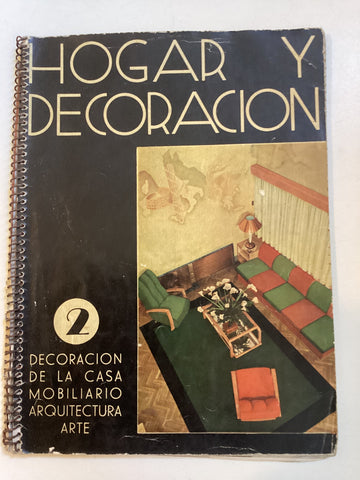 HOGAR Y
DECORACION
2
DECORACION
DE LA CASA
MOBILIARIO
ARQUITECTURA
ARTE